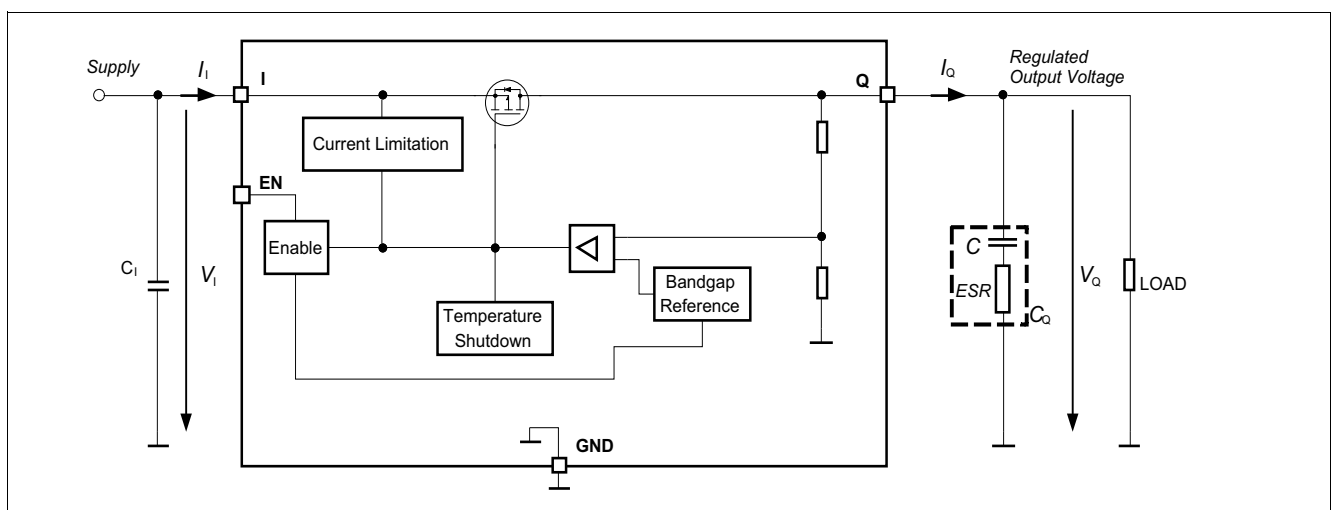 Supply
I_I
I
Q
I_Q
Regulated
Output Voltage
Current Limitation
EN
Enable
Bandgap
Reference
Temperature
Shutdown
C_I
V_I
C
ESR
C_Q
V_Q
LOAD
GND